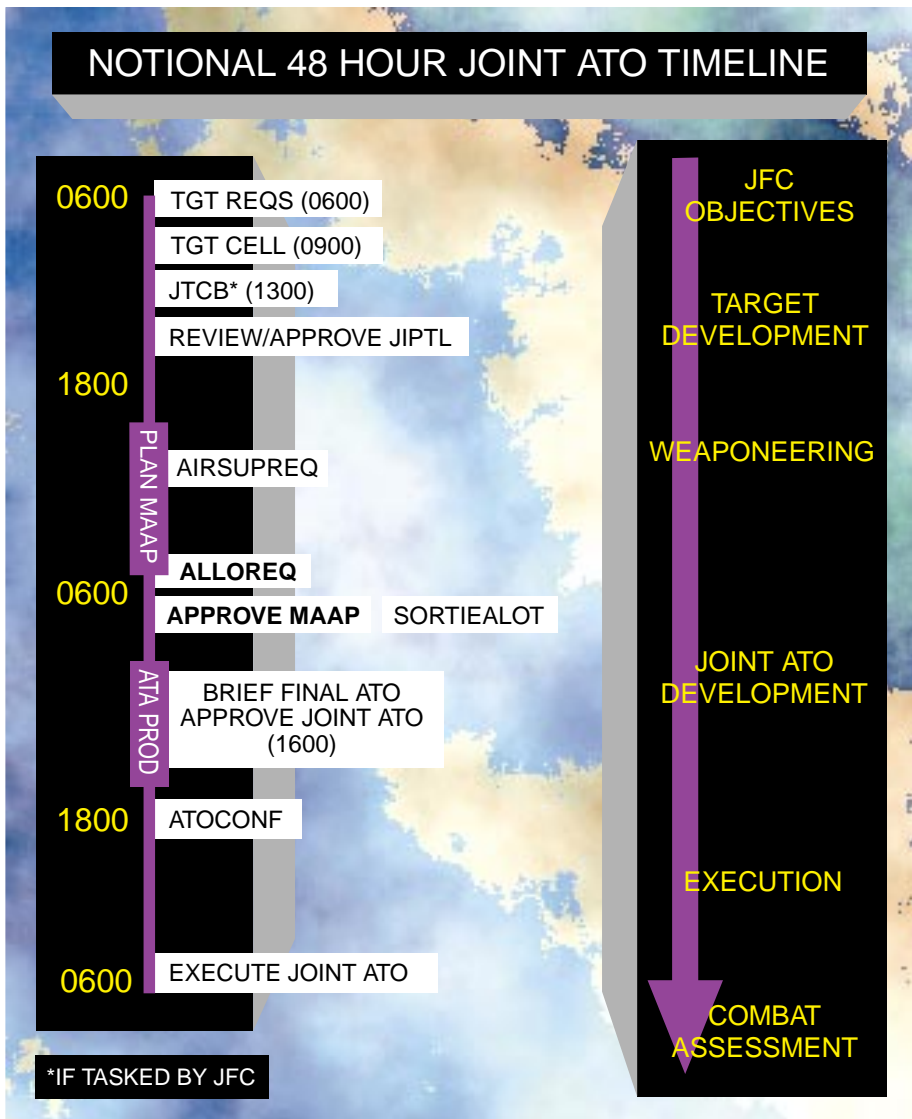 NOTIONAL 48 HOUR JOINT ATO TIMELINE
0600
TGT REQS (0600)
TGT CELL (0900)
JTCB* (1300)
REVIEW/APPROVE JIPTL
1800
PLAN MAAP
AIRSUPREQ
ALLOREQ
0600
APPROVE MAAP
SORTIEALOT
ATA PROD
BRIEF FINAL ATO
APPROVE JOINT ATO
(1600)
1800
ATOCONF
0600
EXECUTE JOINT ATO
*IF TASKED BY JFC
JFC
OBJECTIVES
TARGET
DEVELOPMENT
WEAPONEERING
JOINT ATO
DEVELOPMENT
EXECUTION
COMBAT
ASSESSMENT